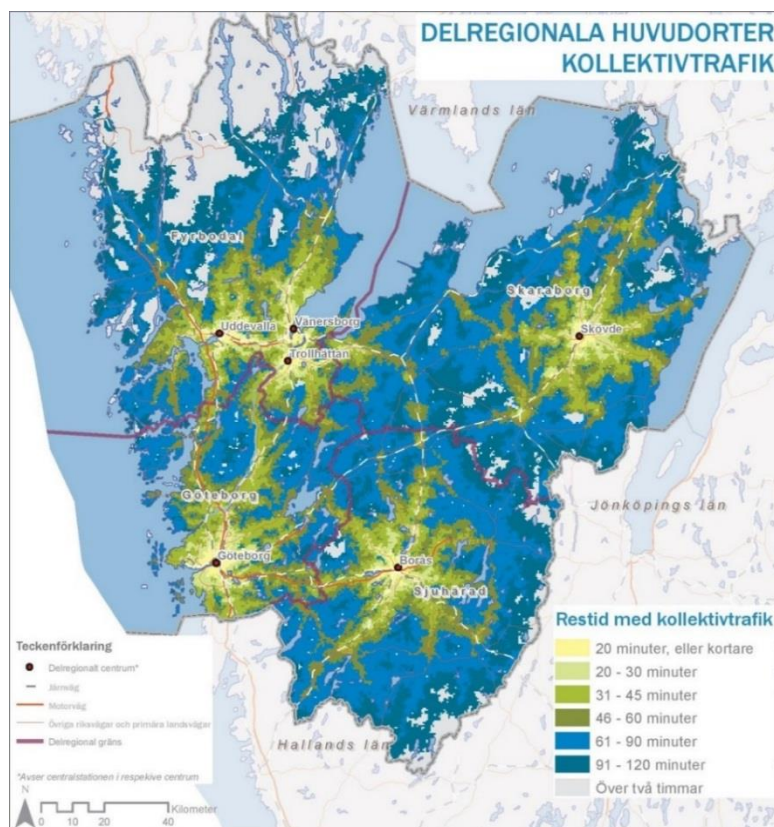 DELREGIONALA HUVUDORTER
KOLLEKTIVTRAFIK
Värmlands län
Fyrbodal
Skaraborg
Uddevalla
Vänersborg
Skövde
Trollhättan
Göteborg
Jönköpings län
Göteborg
Borås
Sjuhärad
Hallands län
Teckenförklaring
Delregionalt centrum*
Järnväg
Motorväg
Övriga riksvägar och primära landsvägar
Delregional gräns
*Avser centralstationen i respekive centrum
N
0 5 10 20 40
Kilometer
Restid med kollektivtrafik
20 minuter, eller kortare
20 - 30 minuter
31 - 45 minuter
46 - 60 minuter
61 - 90 minuter
91 - 120 minuter
Över två timmar